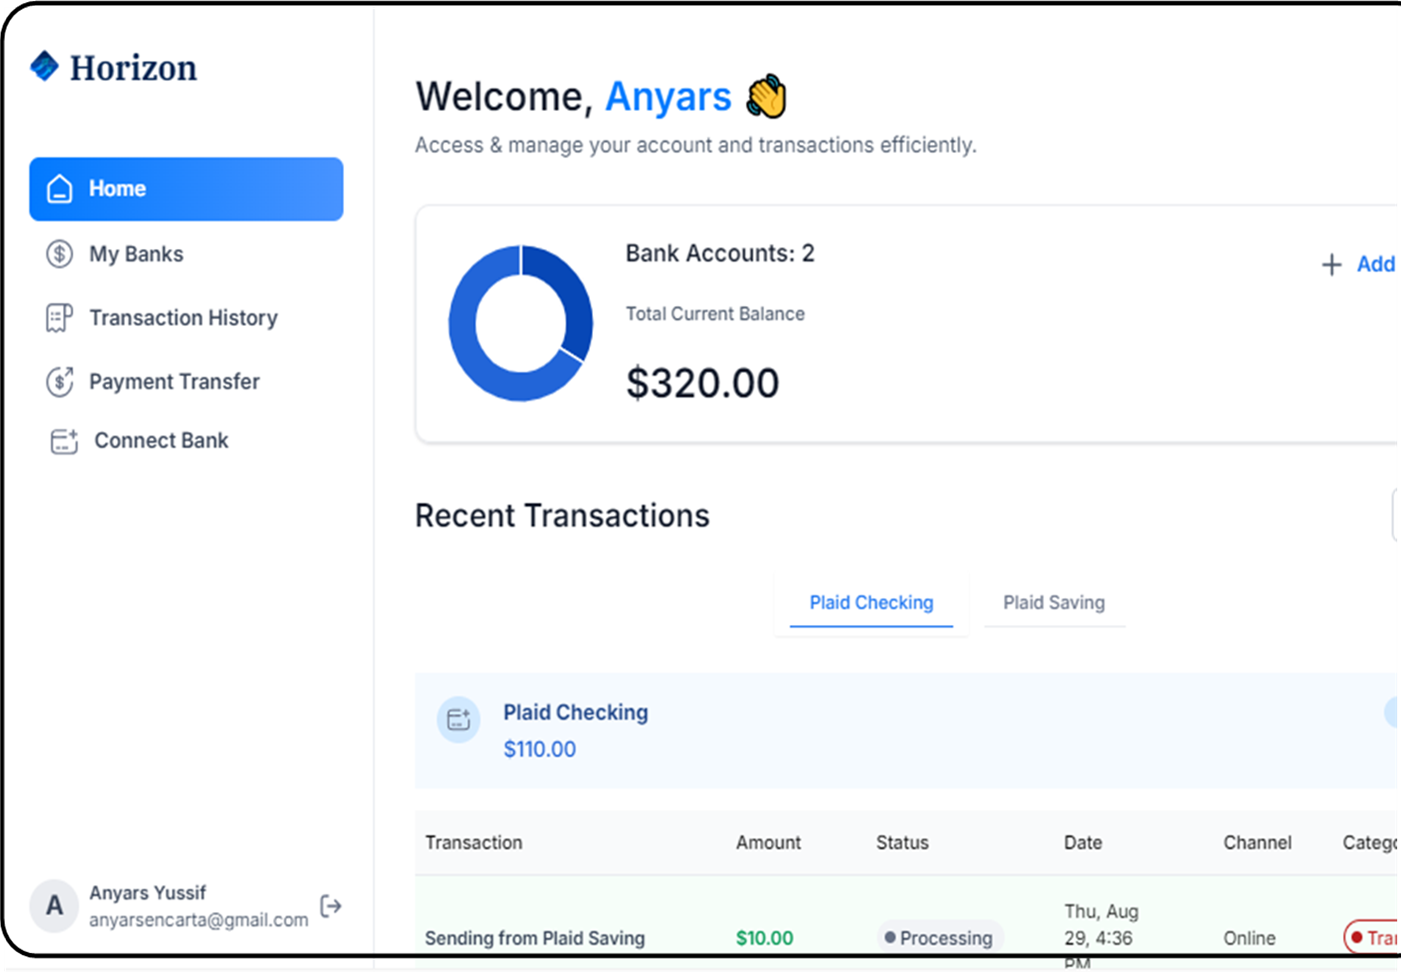 Horizon
Home
My Banks
Transaction History
Payment Transfer
Connect Bank
A
Anyars Yussif
anyarsencarta@gmail.com
Welcome, Anyars 👋
Access & manage your account and transactions efficiently.
Bank Accounts: 2
+ Add
Total Current Balance
$320.00
Recent Transactions
Plaid Checking Plaid Saving
Plaid Checking
$110.00
Transaction Amount Status Date Channel Catego
Thu, Aug
Sending from Plaid Saving $10.00 Processing 29, 4:36 Online Tra
PM